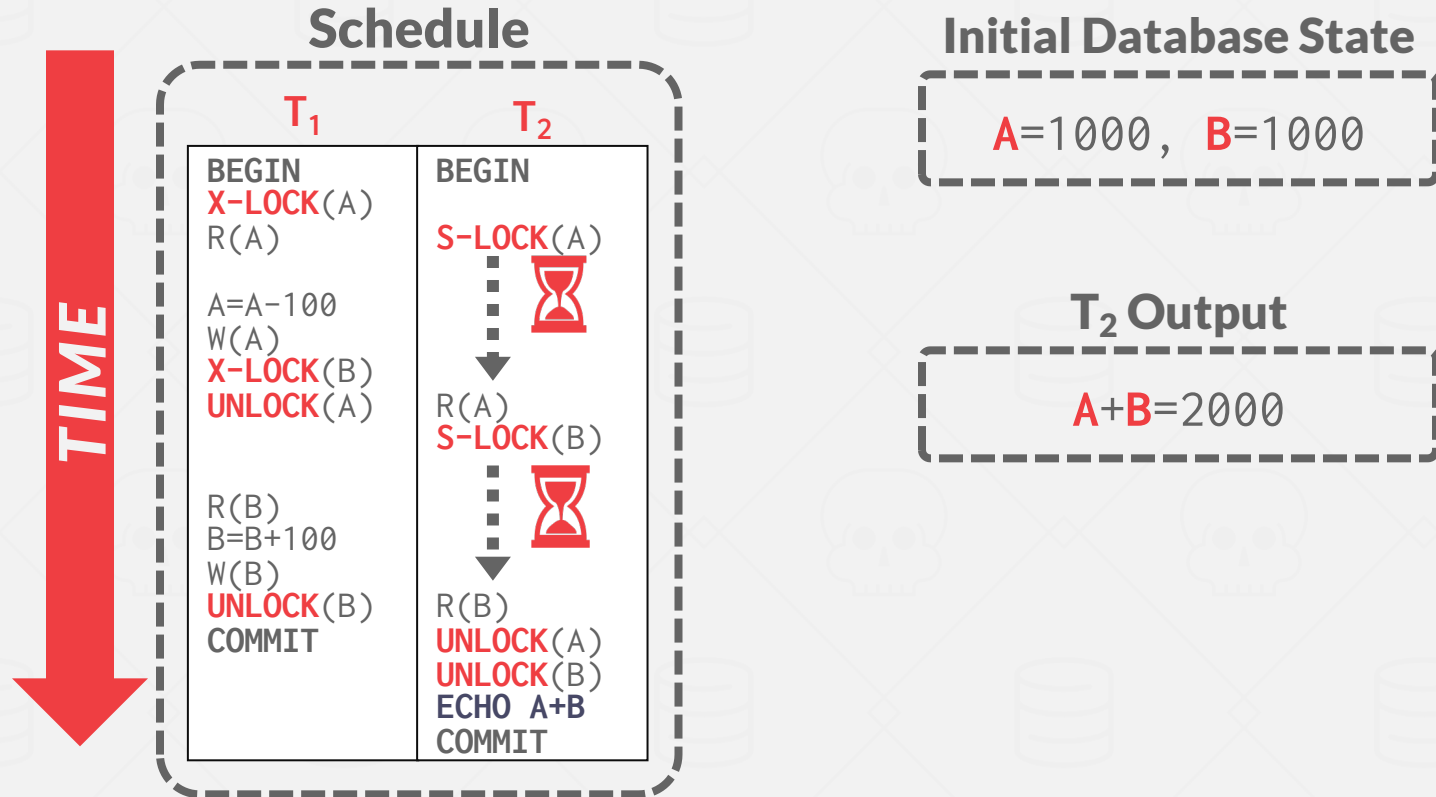 Schedule
TIME
T₁
BEGIN
X-LOCK(A)
R(A)
A=A-100
W(A)
X-LOCK(B)
UNLOCK(A)
R(B)
B=B+100
W(B)
UNLOCK(B)
COMMIT
T₂
BEGIN
S-LOCK(A)
R(A)
S-LOCK(B)
R(B)
UNLOCK(A)
UNLOCK(B)
ECHO A+B
COMMIT
Initial Database State
A=1000, B=1000
T₂ Output
A+B=2000